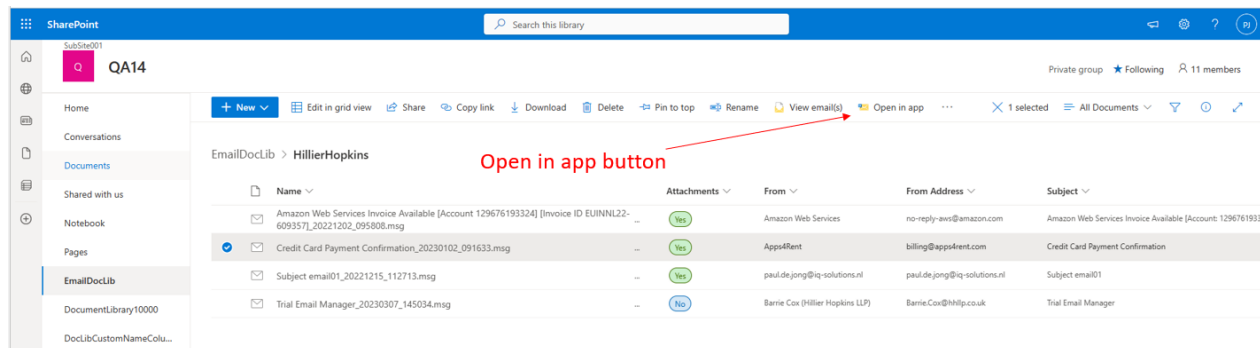 SharePoint
Search this library
PJ
SubSite001
Q
QA14
Private group ★ Following 11 members
Home
Conversations
Documents
Shared with us
Notebook
Pages
EmailDocLib
DocumentLibrary10000
DocLibCustomNameColu...
+ New Edit in grid view Share Copy link Download Delete Pin to top Rename View email(s) Open in app ... 1 selected All Documents
EmailDocLib > HillierHopkins
Open in app button
Name Attachments From From Address Subject
Amazon Web Services Invoice Available [Account 129676193324] [Invoice ID EUINNL22-
609357]_20221202_095808.msg ... Yes Amazon Web Services no-reply-aws@amazon.com Amazon Web Services Invoice Available [Account: 129676193
Credit Card Payment Confirmation_20230102_091633.msg ... Yes Apps4Rent billing@apps4rent.com Credit Card Payment Confirmation
Subject email01_20221215_112713.msg ... Yes paul.de.jong@iq-solutions.nl paul.de.jong@iq-solutions.nl Subject email01
Trial Email Manager_20230307_145034.msg ... No Barrie Cox (Hillier Hopkins LLP) Barrie.Cox@hhllp.co.uk Trial Email Manager